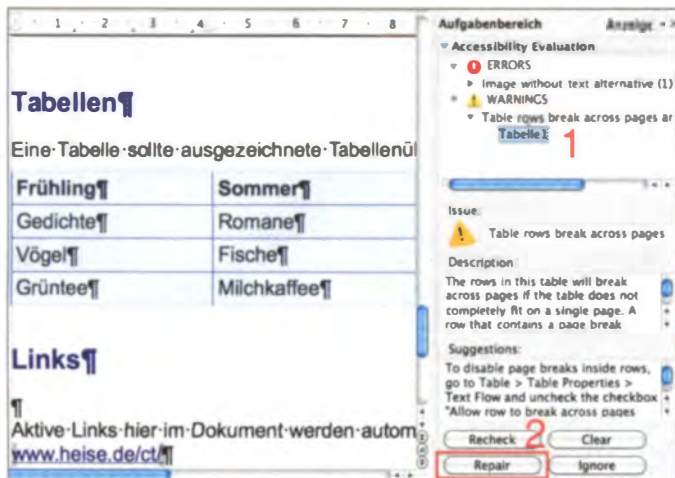 1 2 3 4 5 6 7 8
Tabellen¶
Eine·Tabelle·sollte·ausgezeichnete·Tabellenül
Frühling¶ Sommer¶
Gedichte¶ Romane¶
Vögel¶ Fische¶
Grüntee¶ Milchkaffee¶
Links¶
¶
Aktive·Links·hier·im·Dokument·werden·autom
www.heise.de/ct/¶
Aufgabenbereich Anzeige
Accessibility Evaluation
ERRORS
Image without text alternative (1)
WARNINGS
Table rows break across pages ar
Tabelle1
1
Issue:
Table rows break across pages
Description
The rows in this table will break
across pages if the table does not
completely fit on a single page. A
row that contains a page break
Suggestions:
To disable page breaks inside rows,
go to Table > Table Properties >
Text Flow and uncheck the checkbox
"Allow row to break across pages
2
Recheck Clear
Repair Ignore